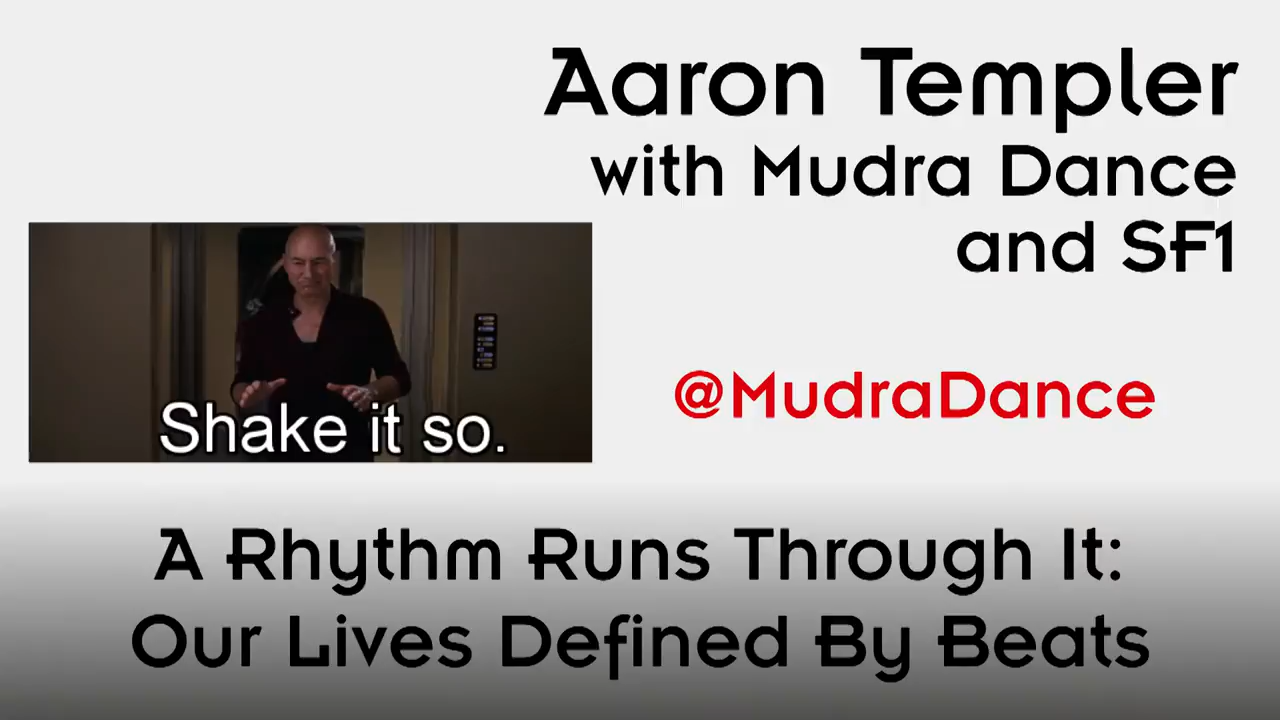 Aaron Templer
with Mudra Dance
and SF1
Shake it so.
@MudraDance
A Rhythm Runs Through It:
Our Lives Defined By Beats